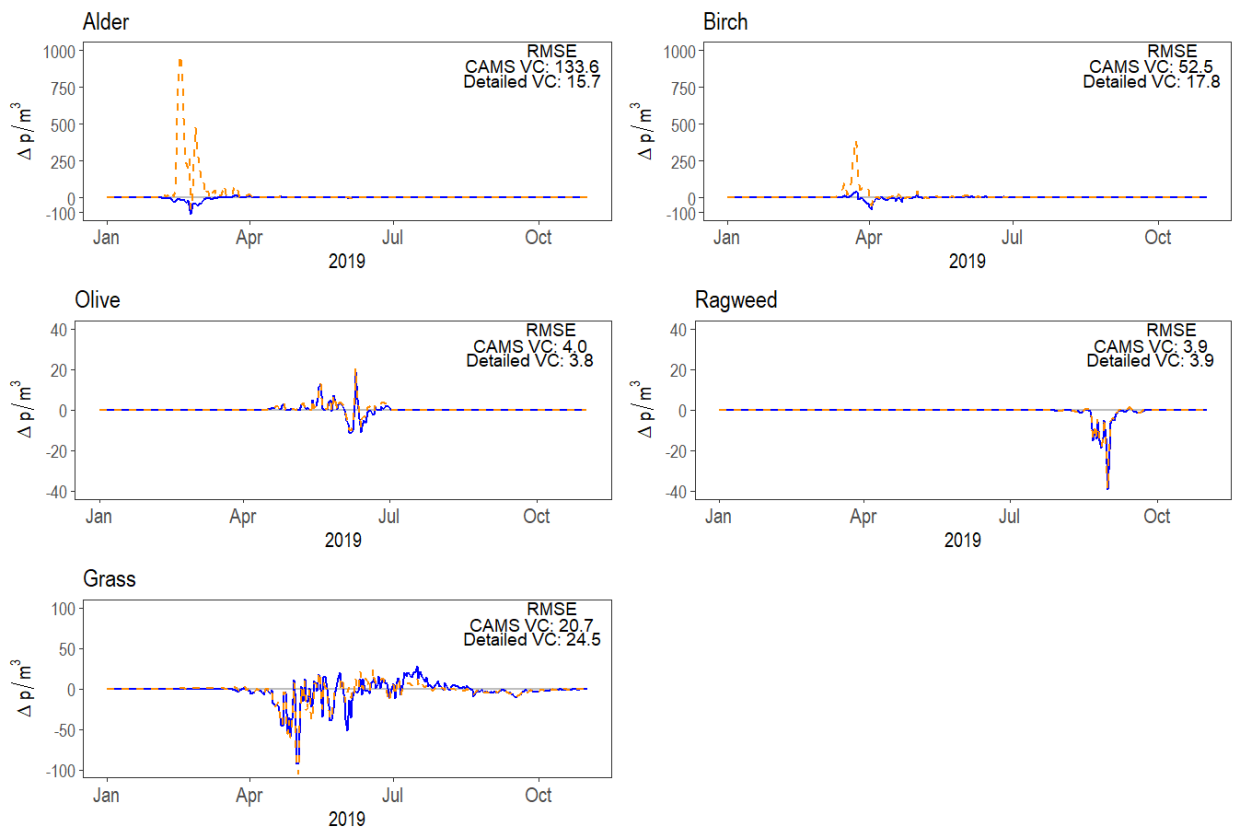 Alder
RMSE
CAMS VC: 133.6
Detailed VC: 15.7
1000
750
500
250
0
-100
Δ p/m³
Jan Apr Jul Oct
2019
Birch
RMSE
CAMS VC: 52.5
Detailed VC: 17.8
1000
750
500
250
0
-100
Δ p/m³
Jan Apr Jul Oct
2019
Olive
RMSE
CAMS VC: 4.0
Detailed VC: 3.8
40
20
0
-20
-40
Δ p/m³
Jan Apr Jul Oct
2019
Ragweed
RMSE
CAMS VC: 3.9
Detailed VC: 3.9
40
20
0
-20
-40
Δ p/m³
Jan Apr Jul Oct
2019
Grass
RMSE
CAMS VC: 20.7
Detailed VC: 24.5
100
50
0
-50
-100
Δ p/m³
Jan Apr Jul Oct
2019